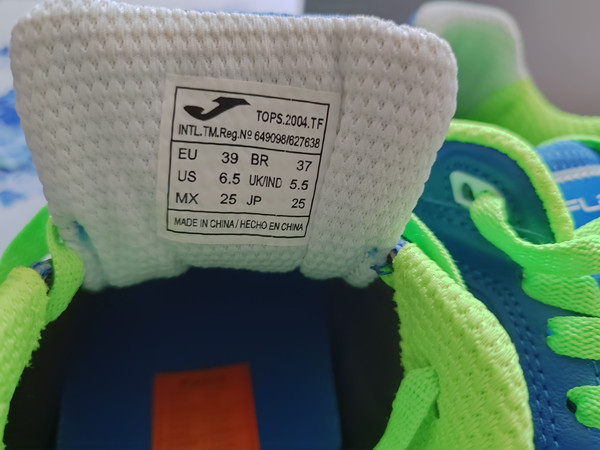 TOPS.2004.TF
INTL.TM.Reg.Nº 649098/627638
EU 39 BR 37
US 6.5 UK/IND 5.5
MX 25 JP 25
MADE IN CHINA / HECHO EN CHINA